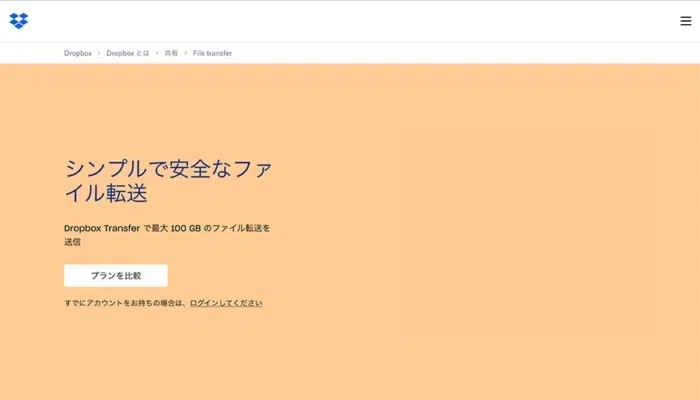 Dropbox > Dropbox とは > 共有 > File transfer
シンプルで安全なファ
イル転送
Dropbox Transfer で最大 100 GB のファイル転送を
送信
プランを比較
すでにアカウントをお持ちの場合は、ログインしてください